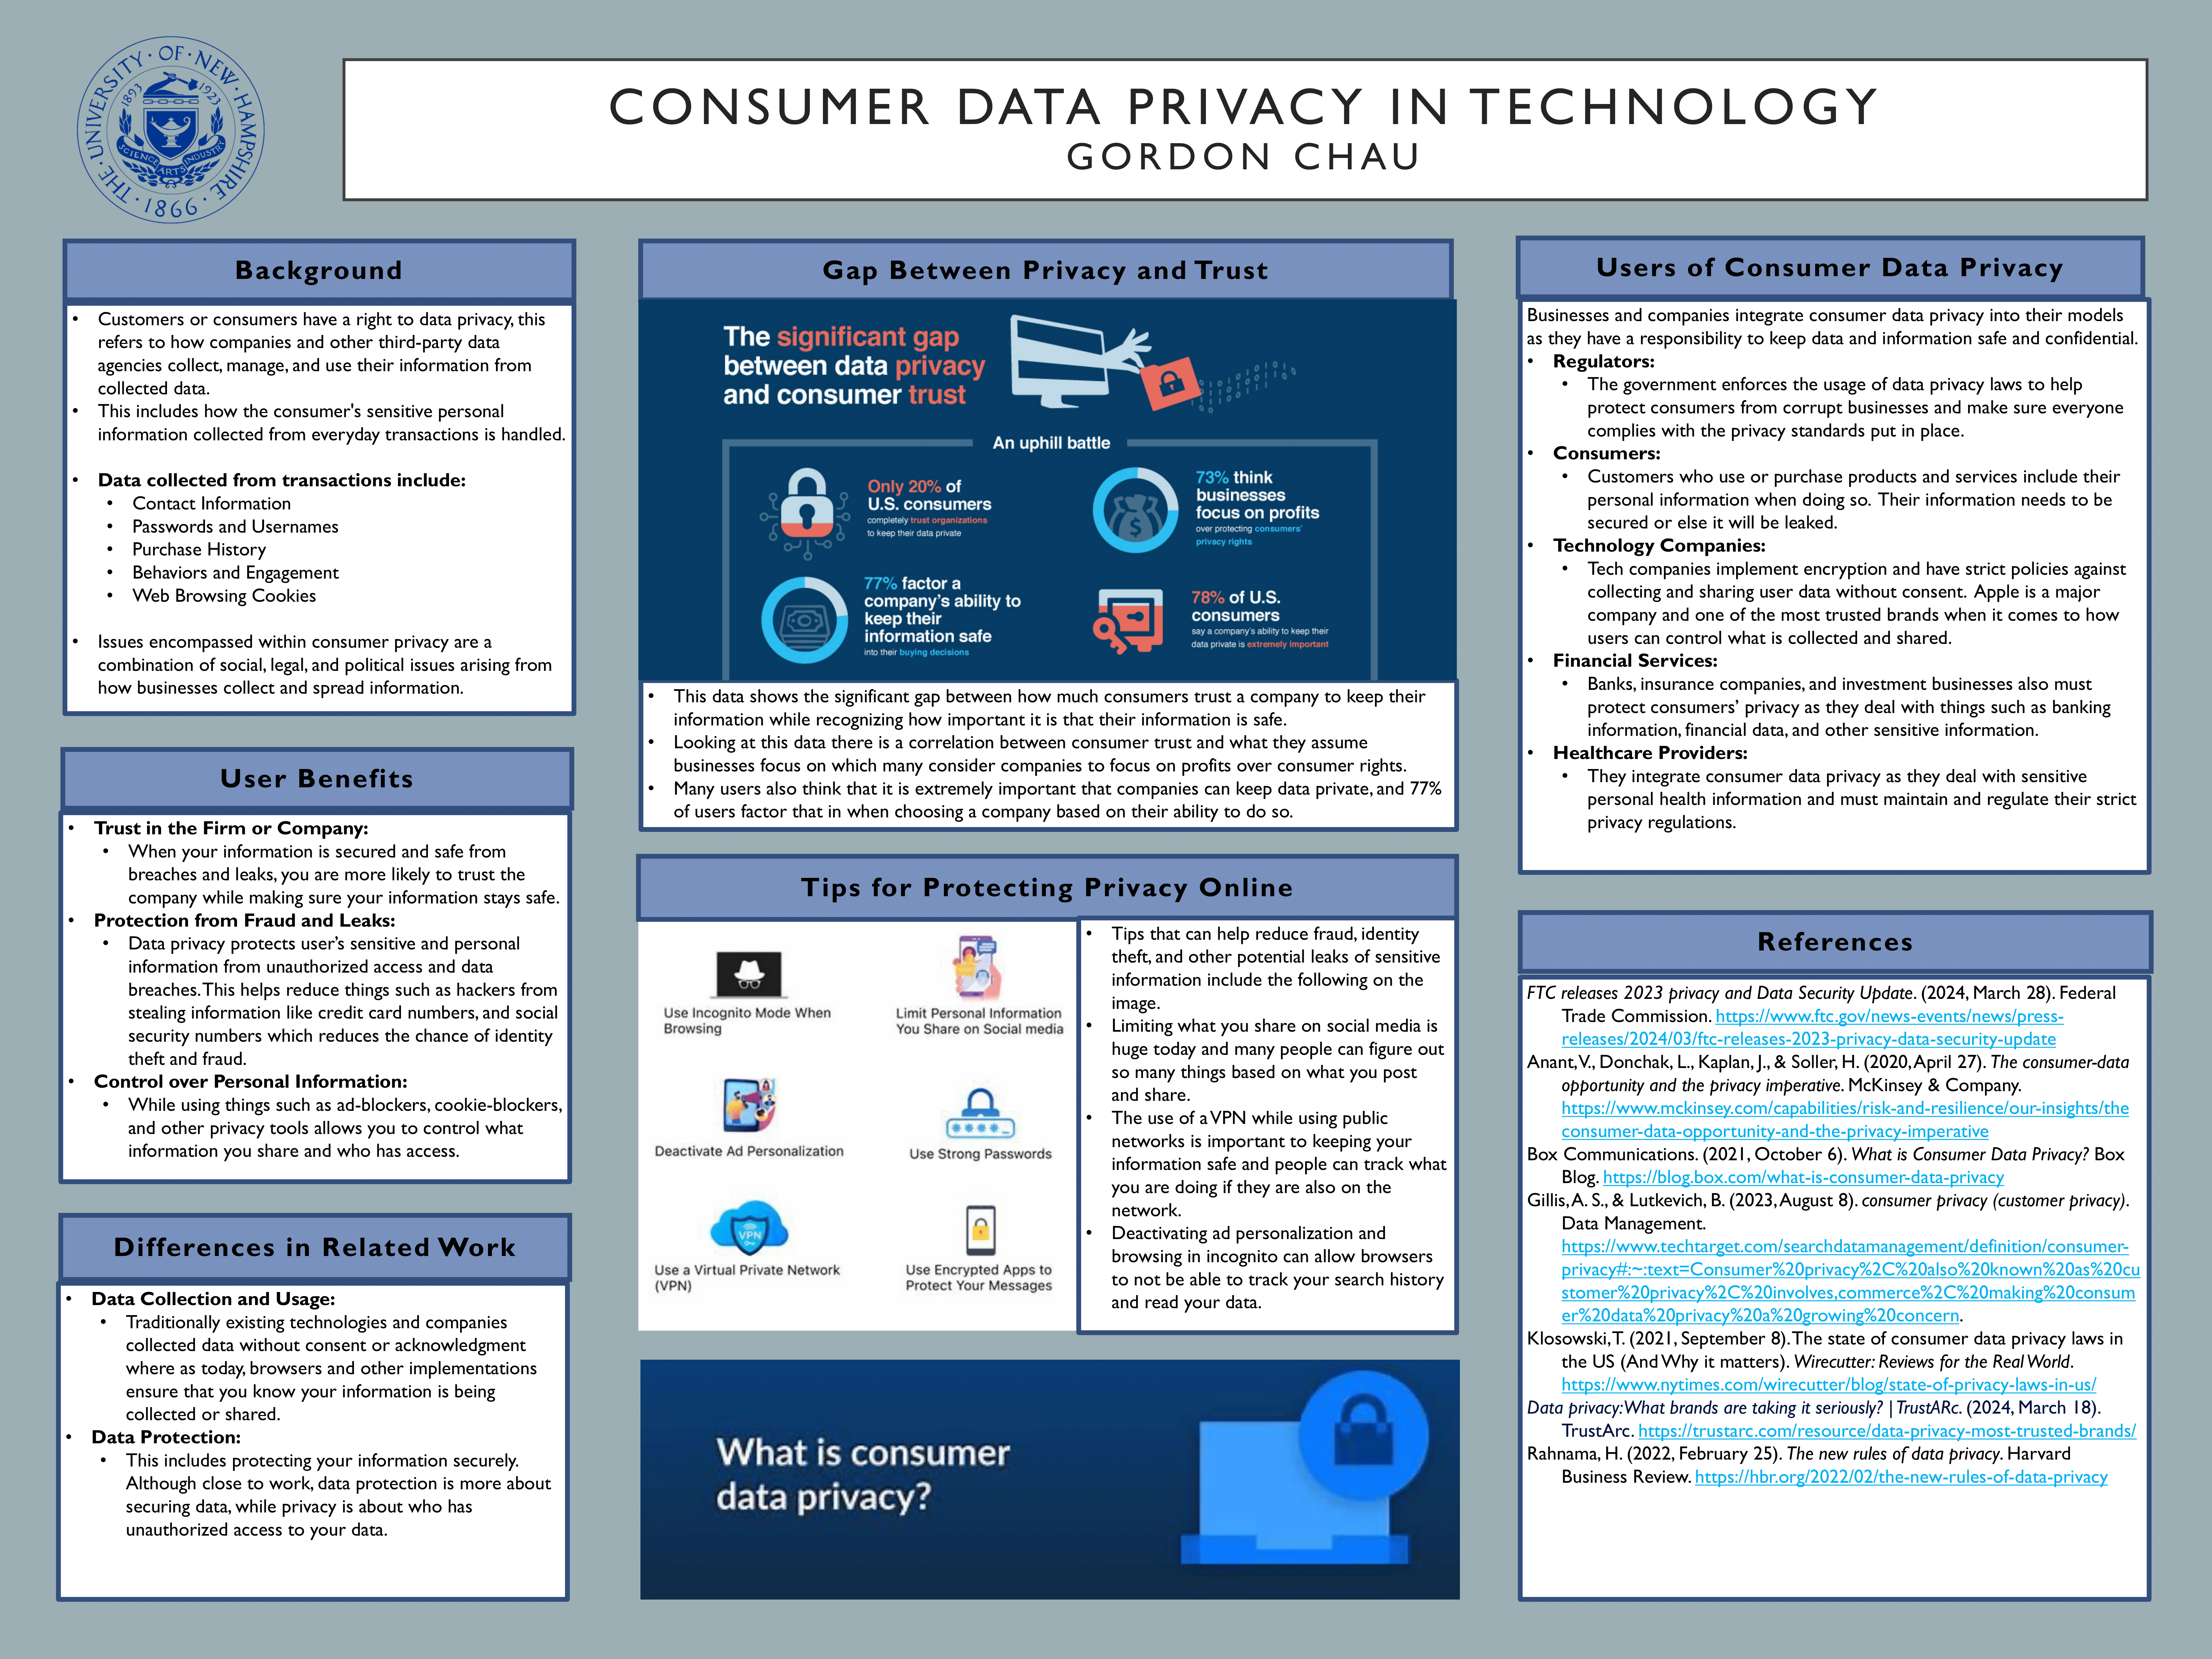 THE · UNIVERSITY · OF · NEW · HAMPSHIRE
1893 1923
SCIENCE ARTS INDUSTRY
· 1866 ·
CONSUMER DATA PRIVACY IN TECHNOLOGY
GORDON CHAU
Background
• Customers or consumers have a right to data privacy, this
refers to how companies and other third-party data
agencies collect, manage, and use their information from
collected data.
• This includes how the consumer's sensitive personal
information collected from everyday transactions is handled.
• Data collected from transactions include:
• Contact Information
• Passwords and Usernames
• Purchase History
• Behaviors and Engagement
• Web Browsing Cookies
• Issues encompassed within consumer privacy are a
combination of social, legal, and political issues arising from
how businesses collect and spread information.
User Benefits
• Trust in the Firm or Company:
• When your information is secured and safe from
breaches and leaks, you are more likely to trust the
company while making sure your information stays safe.
• Protection from Fraud and Leaks:
• Data privacy protects user’s sensitive and personal
information from unauthorized access and data
breaches. This helps reduce things such as hackers from
stealing information like credit card numbers, and social
security numbers which reduces the chance of identity
theft and fraud.
• Control over Personal Information:
• While using things such as ad-blockers, cookie-blockers,
and other privacy tools allows you to control what
information you share and who has access.
Differences in Related Work
• Data Collection and Usage:
• Traditionally existing technologies and companies
collected data without consent or acknowledgment
where as today, browsers and other implementations
ensure that you know your information is being
collected or shared.
• Data Protection:
• This includes protecting your information securely.
Although close to work, data protection is more about
securing data, while privacy is about who has
unauthorized access to your data.
Gap Between Privacy and Trust
The significant gap
between data privacy
and consumer trust
An uphill battle
Only 20% of
U.S. consumers
completely trust organizations
to keep their data private
73% think
businesses
focus on profits
over protecting consumers'
privacy rights
77% factor a
company’s ability to
keep their
information safe
into their buying decisions
78% of U.S.
consumers
say a company's ability to keep their
data private is extremely important
• This data shows the significant gap between how much consumers trust a company to keep their
information while recognizing how important it is that their information is safe.
• Looking at this data there is a correlation between consumer trust and what they assume
businesses focus on which many consider companies to focus on profits over consumer rights.
• Many users also think that it is extremely important that companies can keep data private, and 77%
of users factor that in when choosing a company based on their ability to do so.
Tips for Protecting Privacy Online
Use Incognito Mode When
Browsing
Limit Personal Information
You Share on Social media
Deactivate Ad Personalization
Use Strong Passwords
VPN
Use a Virtual Private Network
(VPN)
Use Encrypted Apps to
Protect Your Messages
• Tips that can help reduce fraud, identity
theft, and other potential leaks of sensitive
information include the following on the
image.
• Limiting what you share on social media is
huge today and many people can figure out
so many things based on what you post
and share.
• The use of a VPN while using public
networks is important to keeping your
information safe and people can track what
you are doing if they are also on the
network.
• Deactivating ad personalization and
browsing in incognito can allow browsers
to not be able to track your search history
and read your data.
What is consumer
data privacy?
Users of Consumer Data Privacy
Businesses and companies integrate consumer data privacy into their models
as they have a responsibility to keep data and information safe and confidential.
• Regulators:
• The government enforces the usage of data privacy laws to help
protect consumers from corrupt businesses and make sure everyone
complies with the privacy standards put in place.
• Consumers:
• Customers who use or purchase products and services include their
personal information when doing so. Their information needs to be
secured or else it will be leaked.
• Technology Companies:
• Tech companies implement encryption and have strict policies against
collecting and sharing user data without consent. Apple is a major
company and one of the most trusted brands when it comes to how
users can control what is collected and shared.
• Financial Services:
• Banks, insurance companies, and investment businesses also must
protect consumers’ privacy as they deal with things such as banking
information, financial data, and other sensitive information.
• Healthcare Providers:
• They integrate consumer data privacy as they deal with sensitive
personal health information and must maintain and regulate their strict
privacy regulations.
References
FTC releases 2023 privacy and Data Security Update. (2024, March 28). Federal
Trade Commission. https://www.ftc.gov/news-events/news/press-
releases/2024/03/ftc-releases-2023-privacy-data-security-update
Anant, V., Donchak, L., Kaplan, J., & Soller, H. (2020, April 27). The consumer-data
opportunity and the privacy imperative. McKinsey & Company.
https://www.mckinsey.com/capabilities/risk-and-resilience/our-insights/the
consumer-data-opportunity-and-the-privacy-imperative
Box Communications. (2021, October 6). What is Consumer Data Privacy? Box
Blog. https://blog.box.com/what-is-consumer-data-privacy
Gillis, A. S., & Lutkevich, B. (2023, August 8). consumer privacy (customer privacy).
Data Management.
https://www.techtarget.com/searchdatamanagement/definition/consumer-
privacy#:~:text=Consumer%20privacy%2C%20also%20known%20as%20cu
stomer%20privacy%2C%20involves,commerce%2C%20making%20consum
er%20data%20privacy%20a%20growing%20concern.
Klosowski, T. (2021, September 8). The state of consumer data privacy laws in
the US (And Why it matters). Wirecutter: Reviews for the Real World.
https://www.nytimes.com/wirecutter/blog/state-of-privacy-laws-in-us/
Data privacy: What brands are taking it seriously? | TrustARc. (2024, March 18).
TrustArc. https://trustarc.com/resource/data-privacy-most-trusted-brands/
Rahnama, H. (2022, February 25). The new rules of data privacy. Harvard
Business Review. https://hbr.org/2022/02/the-new-rules-of-data-privacy